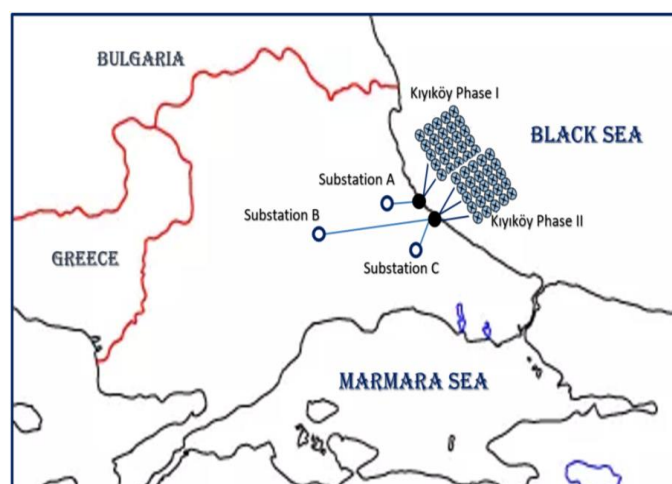 BULGARIA
Kıyıköy Phase I
BLACK SEA
Substation A
Substation B
Kıyıköy Phase II
GREECE
Substation C
MARMARA SEA